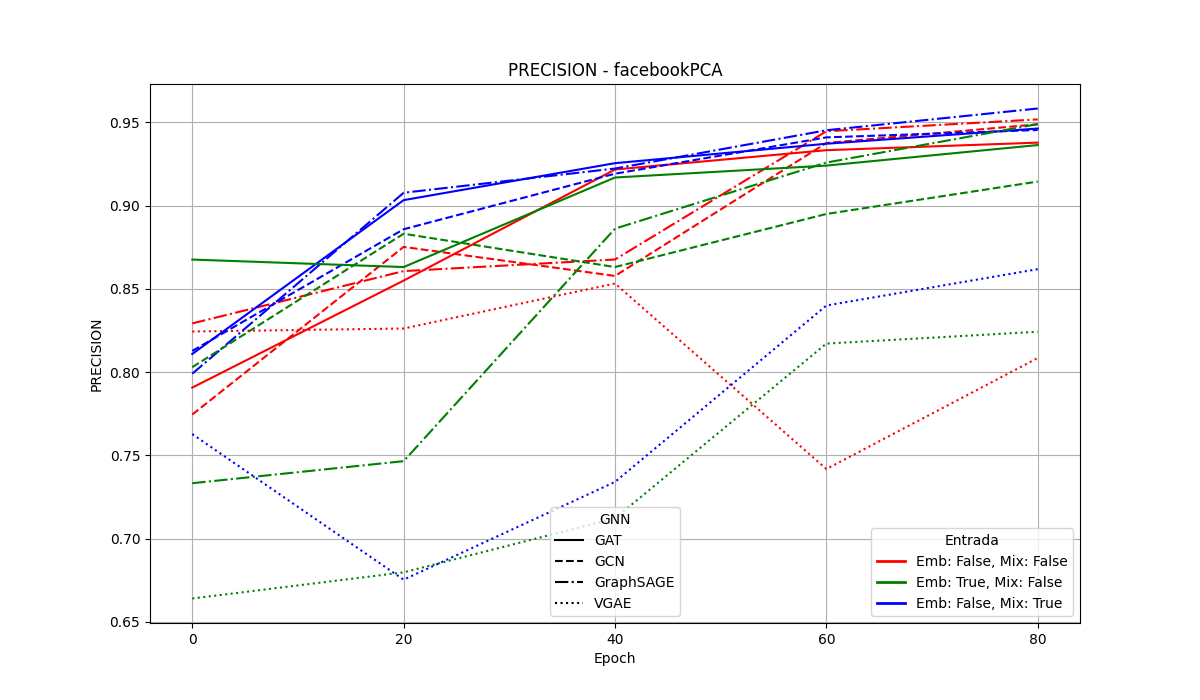 PRECISION - facebookPCA
PRECISION
0.95
0.90
0.85
0.80
0.75
0.70
0.65
0
20
40
60
80
Epoch
GNN
GAT
GCN
GraphSAGE
VGAE
Entrada
Emb: False, Mix: False
Emb: True, Mix: False
Emb: False, Mix: True